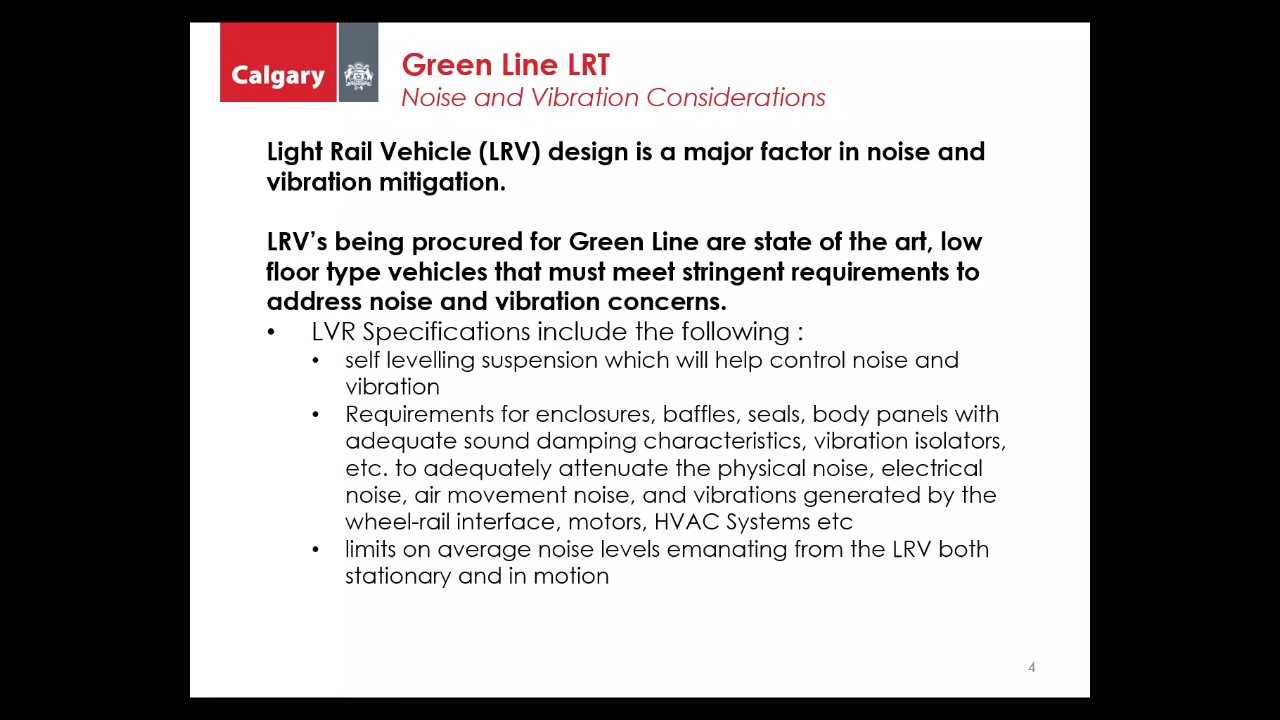 Calgary
Green Line LRT
Noise and Vibration Considerations
Light Rail Vehicle (LRV) design is a major factor in noise and
vibration mitigation.
LRV’s being procured for Green Line are state of the art, low
floor type vehicles that must meet stringent requirements to
address noise and vibration concerns.
• LVR Specifications include the following :
• self levelling suspension which will help control noise and
vibration
• Requirements for enclosures, baffles, seals, body panels with
adequate sound damping characteristics, vibration isolators,
etc. to adequately attenuate the physical noise, electrical
noise, air movement noise, and vibrations generated by the
wheel-rail interface, motors, HVAC Systems etc
• limits on average noise levels emanating from the LRV both
stationary and in motion
4